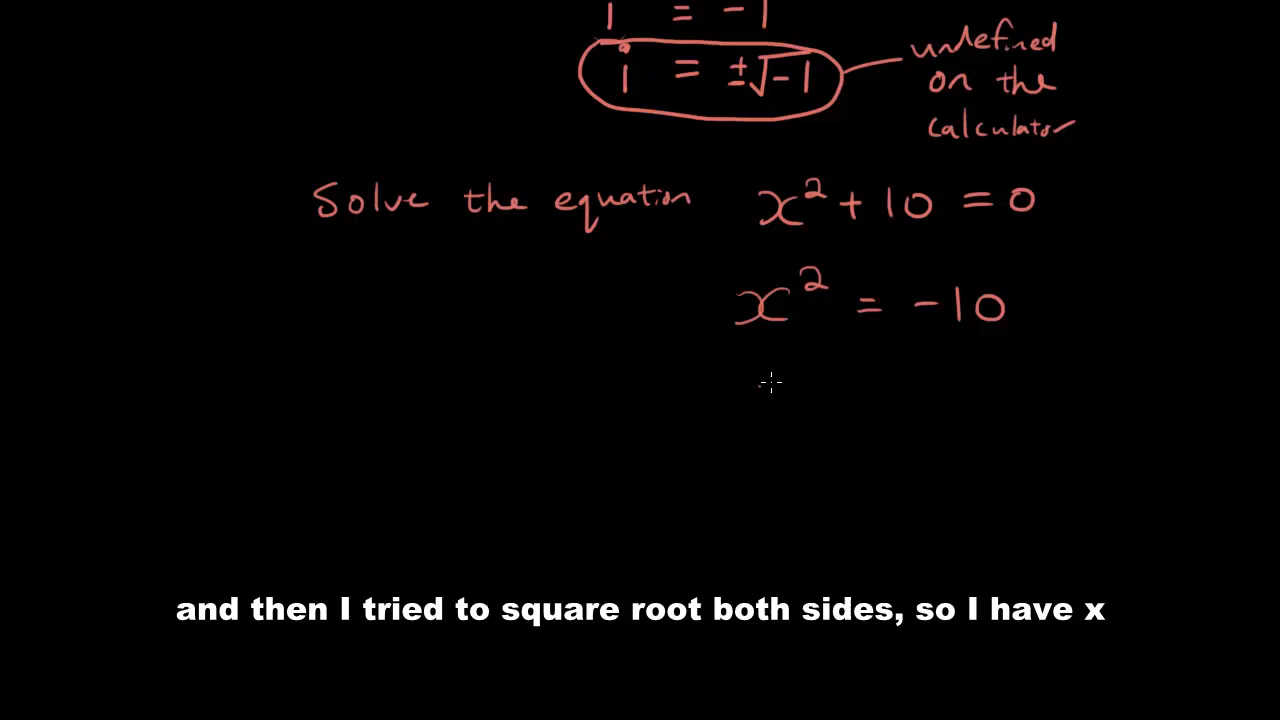 i = -1
i = ±√-1
undefined
on the
calculator
Solve the equation x² + 10 = 0
x² = -10
and then I tried to square root both sides, so I have x